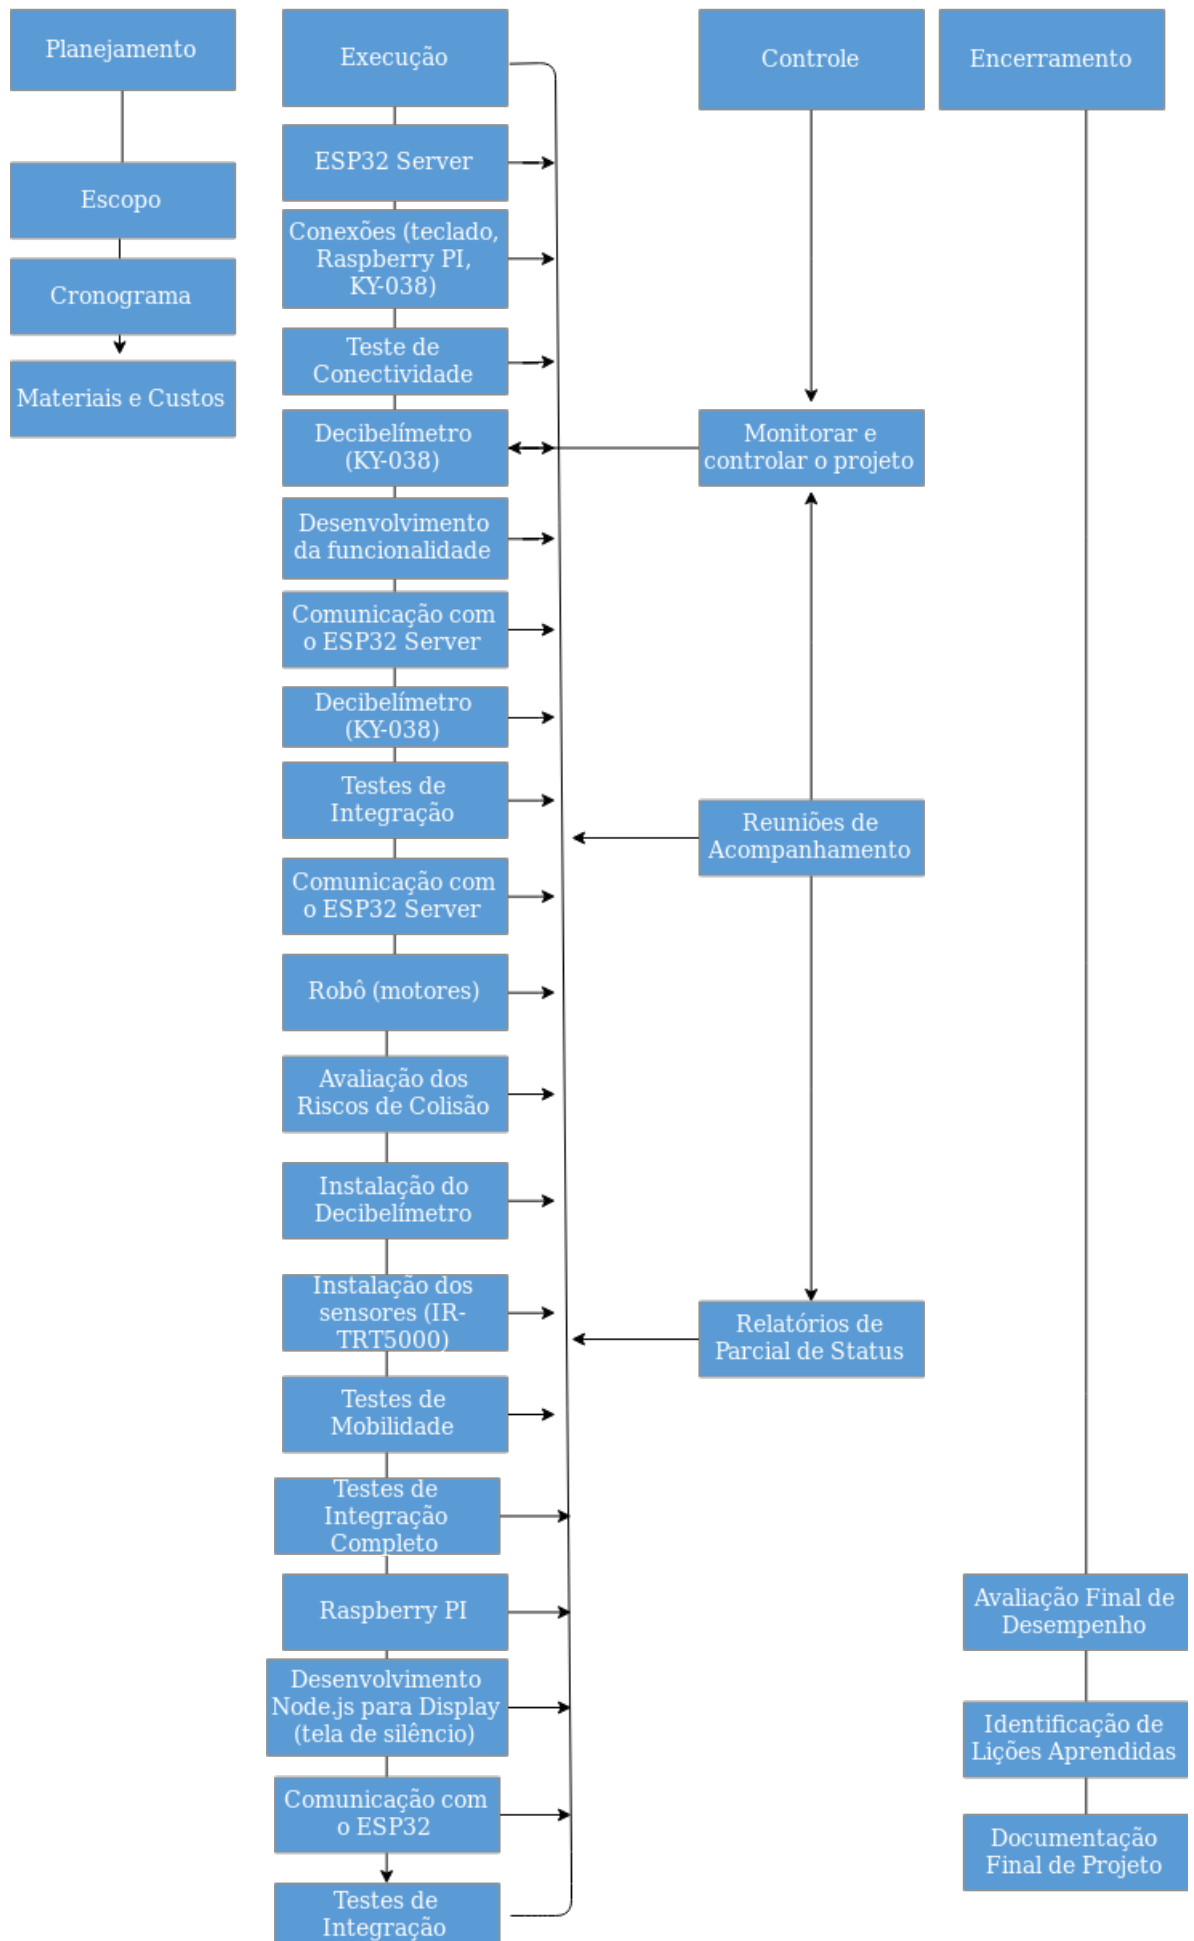 Planejamento
Escopo
Cronograma
Materiais e Custos
Execução
ESP32 Server
Conexões (teclado,
Raspberry PI,
KY-038)
Teste de
Conectividade
Decibelímetro
(KY-038)
Desenvolvimento
da funcionalidade
Comunicação com
o ESP32 Server
Decibelímetro
(KY-038)
Testes de
Integração
Comunicação com
o ESP32 Server
Robô (motores)
Avaliação dos
Riscos de Colisão
Instalação do
Decibelímetro
Instalação dos
sensores (IR-
TRT5000)
Testes de
Mobilidade
Testes de
Integração
Completo
Raspberry PI
Desenvolvimento
Node.js para Display
(tela de silêncio)
Comunicação com
o ESP32
Testes de
Integração
Controle
Monitorar e
controlar o projeto
Reuniões de
Acompanhamento
Relatórios de
Parcial de Status
Encerramento
Avaliação Final de
Desempenho
Identificação de
Lições Aprendidas
Documentação
Final de Projeto